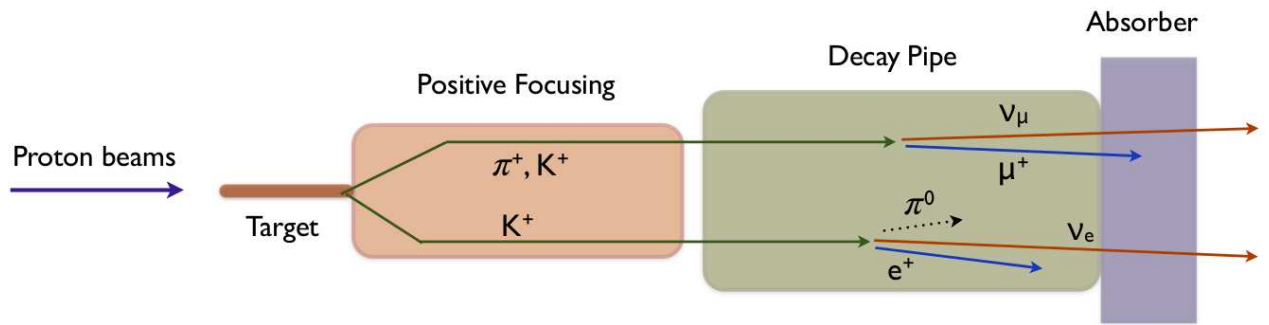 Absorber
Decay Pipe
Positive Focusing
Proton beams
Target
π⁺, K⁺
K⁺
νμ
μ⁺
π⁰
νe
e⁺